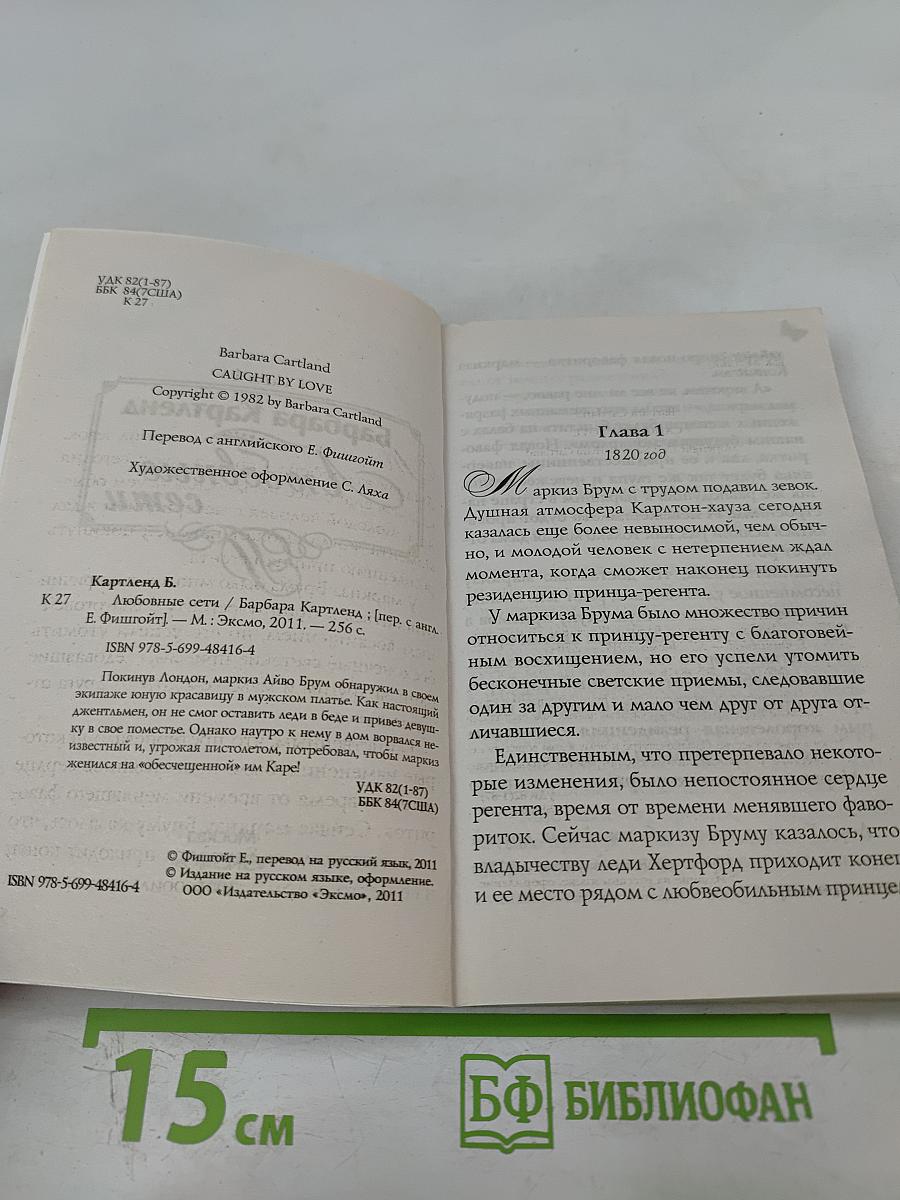 УДК 82(1-87)
ББК 84(7США)
К 27
Barbara Cartland
CAUGHT BY LOVE
Copyright © 1982 by Barbara Cartland
Перевод с английского Е. Фишгойт
Художественное оформление С. Ляха
Картленд Б.
К 27 Любовные сети / Барбара Картленд ; [пер. с англ.
Е. Фишгойт]. — М. : Эксмо, 2011. — 256 с.
ISBN 978-5-699-48416-4
Покинув Лондон, маркиз Айво Брум обнаружил в своем
экипаже юную красавицу в мужском платье. Как настоящий
джентльмен, он не смог оставить леди в беде и привез девуш-
ку в свое поместье. Однако наутро к нему в дом ворвался не-
известный и, угрожая пистолетом, потребовал, чтобы маркиз
женился на «обесчещенной» им Каре!
УДК 82(1-87)
ББК 84(7США)
© Фишгойт Е., перевод на русский язык, 2011
© Издание на русском языке, оформление.
ISBN 978-5-699-48416-4 ООО «Издательство «Эксмо», 2011
Глава 1
1820 год
Маркиз Брум с трудом подавил зевок.
Душная атмосфера Карлтон-хауза сегодня
казалась еще более невыносимой, чем обыч-
но, и молодой человек с нетерпением ждал
момента, когда сможет наконец покинуть
резиденцию принца-регента.
У маркиза Брума было множество причин
относиться к принцу-регенту с благоговей-
ным восхищением, но его успели утомить
бесконечные светские приемы, следовавшие
один за другим и мало чем друг от друга от-
личавшиеся.
Единственным, что претерпевало некото-
рые изменения, было непостоянное сердце
регента, время от времени менявшего фаво-
риток. Сейчас маркизу Бруму казалось, что
владычеству леди Хертфорд приходит конец
и ее место рядом с любвеобильным принце
15 см
БФ БИБЛИОФАН